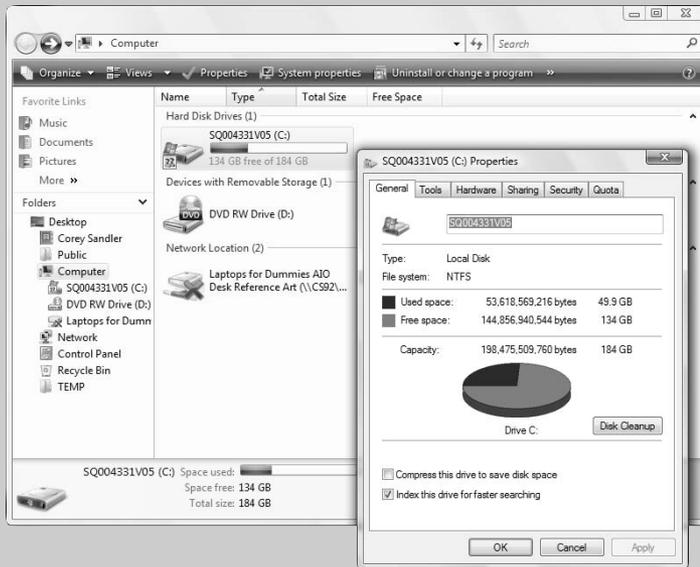 Computer
Search
Organize Views Properties System properties Uninstall or change a program »
Favorite Links
Music
Documents
Pictures
More »
Folders
Desktop
Corey Sandler
Public
Computer
SQ004331V05 (C:)
DVD RW Drive (D:)
Laptops for Dumm
Network
Control Panel
Recycle Bin
TEMP
Name Type Total Size Free Space
Hard Disk Drives (1)
SQ004331V05 (C:)
134 GB free of 184 GB
Devices with Removable Storage (1)
DVD RW Drive (D:)
Network Location (2)
Laptops for Dummies AIO
Desk Reference Art (\\CS92\...
SQ004331V05 (C:) Space used:
Space free: 134 GB
Total size: 184 GB
SQ004331V05 (C:) Properties
General Tools Hardware Sharing Security Quota
SQ004331V05
Type: Local Disk
File system: NTFS
Used space: 53,618,569,216 bytes 49.9 GB
Free space: 144,856,940,544 bytes 134 GB
Capacity: 198,475,509,760 bytes 184 GB
Drive C:
Disk Cleanup
Compress this drive to save disk space
Index this drive for faster searching
OK Cancel Apply